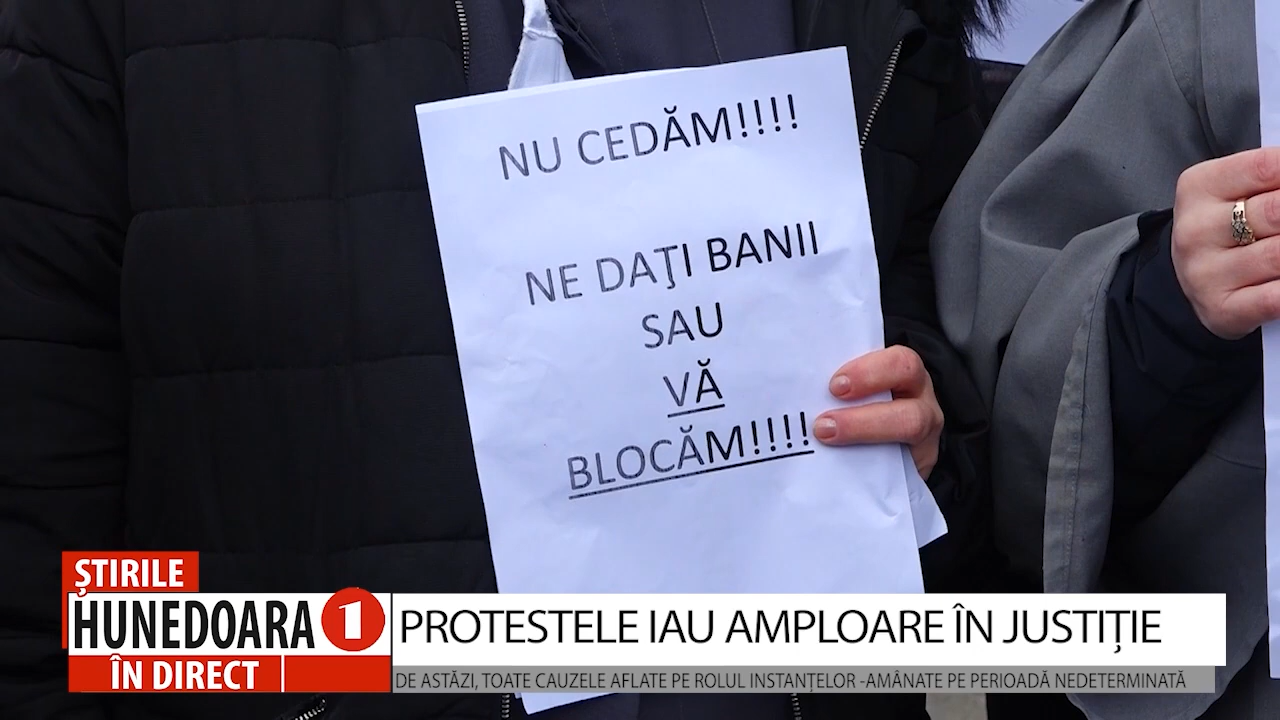 NU CEDĂM!!!!
NE DAŢI BANII
SAU
VĂ
BLOCĂM!!!!
ȘTIRILE
HUNEDOARA 1
ÎN DIRECT
PROTESTELE IAU AMPLOARE ÎN JUSTIȚIE
DE ASTĂZI, TOATE CAUZELE AFLATE PE ROLUL INSTANȚELOR -AMÂNATE PE PERIOADĂ NEDETERMINATĂ